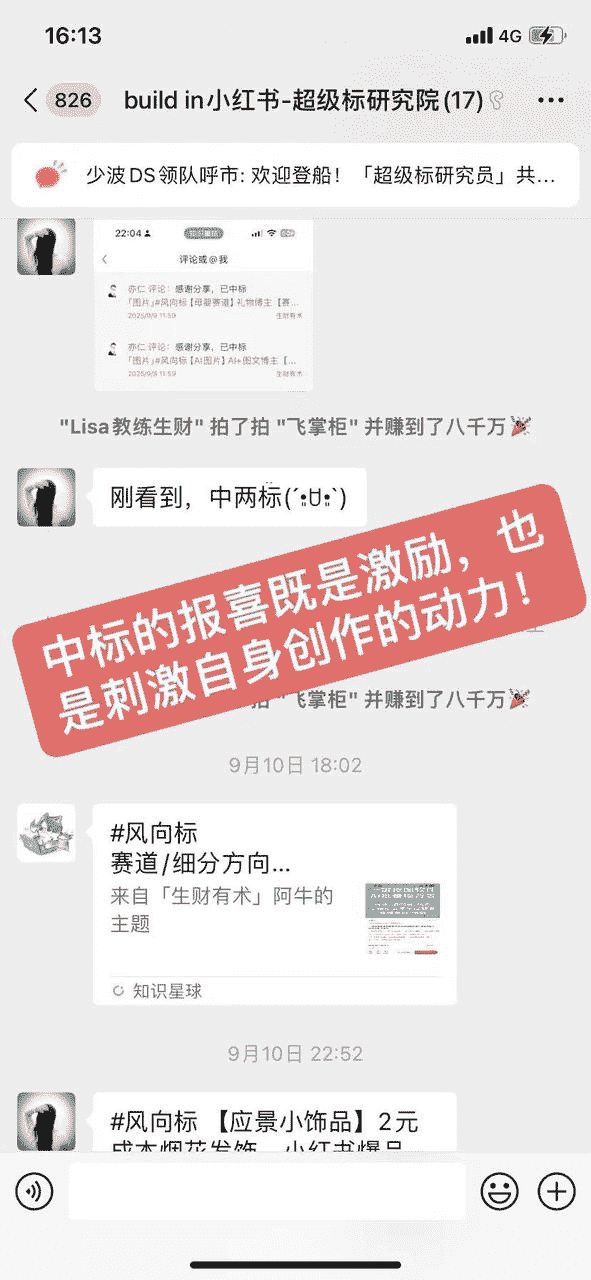 16:13
4G
826
build in小红书-超级标研究院(17)
少波DS领队呼市: 欢迎登船！「超级标研究员」共...
22:04
评论或@我
亦仁 评论：感谢分享，已中标
「图片」#风向标【母婴赛道】礼物博主【赛...
2025/9/9 11:59
生财有术
亦仁 评论：感谢分享，已中标
「图片」#风向标【AI图片】AI+图文博主【...
2025/9/9 11:59
生财有术
"Lisa教练生财" 拍了拍 "飞掌柜" 并赚到了八千万🎉
刚看到，中两标
中标的报喜既是激励，也
是刺激自身创作的动力！
拍 "飞掌柜" 并赚到了八千万🎉
9月10日 18:02
#风向标
赛道/细分方向...
来自「生财有术」阿牛的
主题
知识星球
9月10日 22:52
#风向标 【应景小饰品】2元
成本烟花发饰，小红书爆品